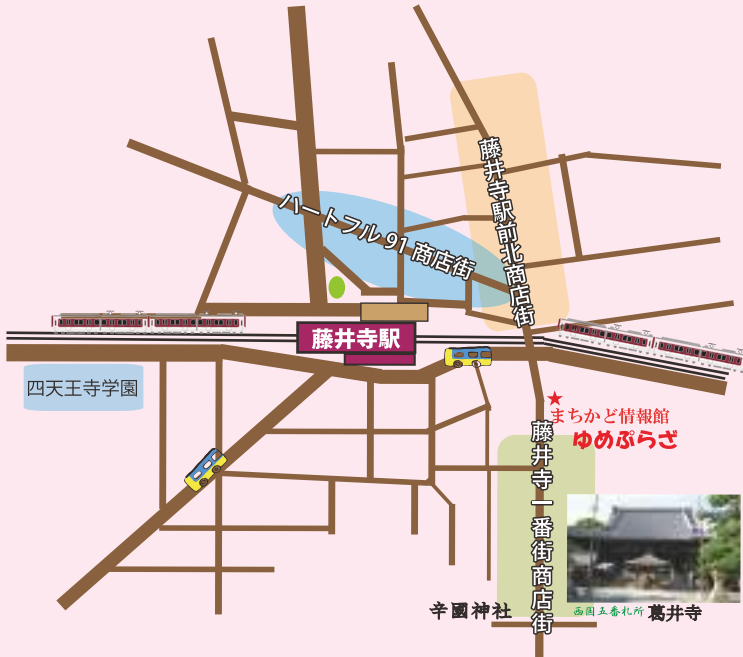 藤井寺駅前北商店街
ハートフル91商店街
藤井寺駅
四天王寺学園
まちかど情報館
ゆめぷらざ
藤井寺一番街商店街
辛國神社
西国五番札所 葛井寺